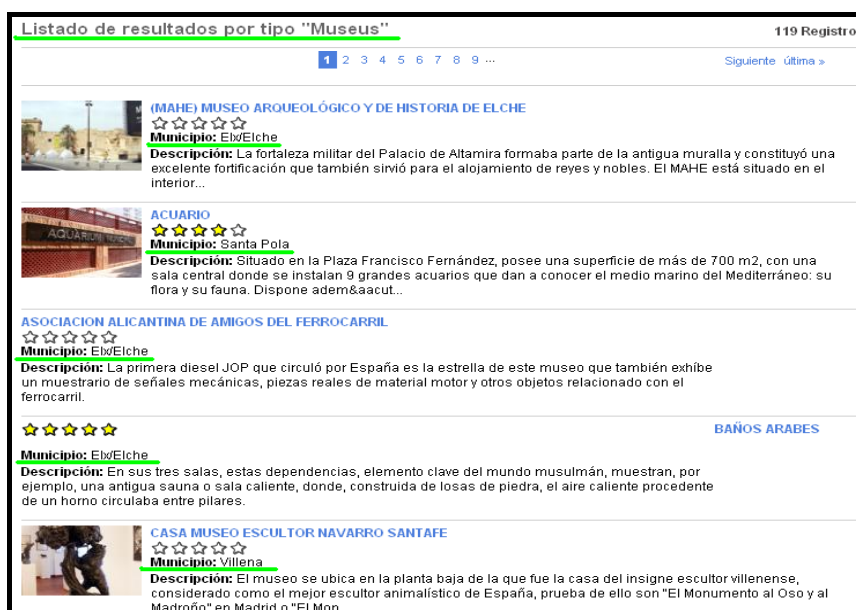 Listado de resultados por tipo "Museus"
119 Registro
1 2 3 4 5 6 7 8 9 ...
Siguiente última »
(MAHE) MUSEO ARQUEOLÓGICO Y DE HISTORIA DE ELCHE
Municipio: Elx/Elche
Descripción: La fortaleza militar del Palacio de Altamira formaba parte de la antigua muralla y constituyó una
excelente fortificación que también sirvió para el alojamiento de reyes y nobles. El MAHE está situado en el
interior...
ACUARIO
AQUARIUM MUNICIPAL
Municipio: Santa Pola
Descripción: Situado en la Plaza Francisco Fernández, posee una superficie de más de 700 m2, con una
sala central donde se instalan 9 grandes acuarios que dan a conocer el medio marino del Mediterráneo: su
flora y su fauna. Dispone adem&aacut...
ASOCIACION ALICANTINA DE AMIGOS DEL FERROCARRIL
Municipio: Elx/Elche
Descripción: La primera diesel JOP que circuló por España es la estrella de este museo que también exhíbe
un muestrario de señales mecánicas, piezas reales de material motor y otros objetos relacionado con el
ferrocarril.
BAÑOS ARABES
Municipio: Elx/Elche
Descripción: En sus tres salas, estas dependencias, elemento clave del mundo musulmán, muestran, por
ejemplo, una antigua sauna o sala caliente, donde, construida de losas de piedra, el aire caliente procedente
de un horno circulaba entre pilares.
CASA MUSEO ESCULTOR NAVARRO SANTAFE
Municipio: Villena
Descripción: El museo se ubica en la planta baja de la que fue la casa del insigne escultor villenense,
considerado como el mejor escultor animalístico de España, prueba de ello son "El Monumento al Oso y al
Madroño" en Madrid o "El Mon